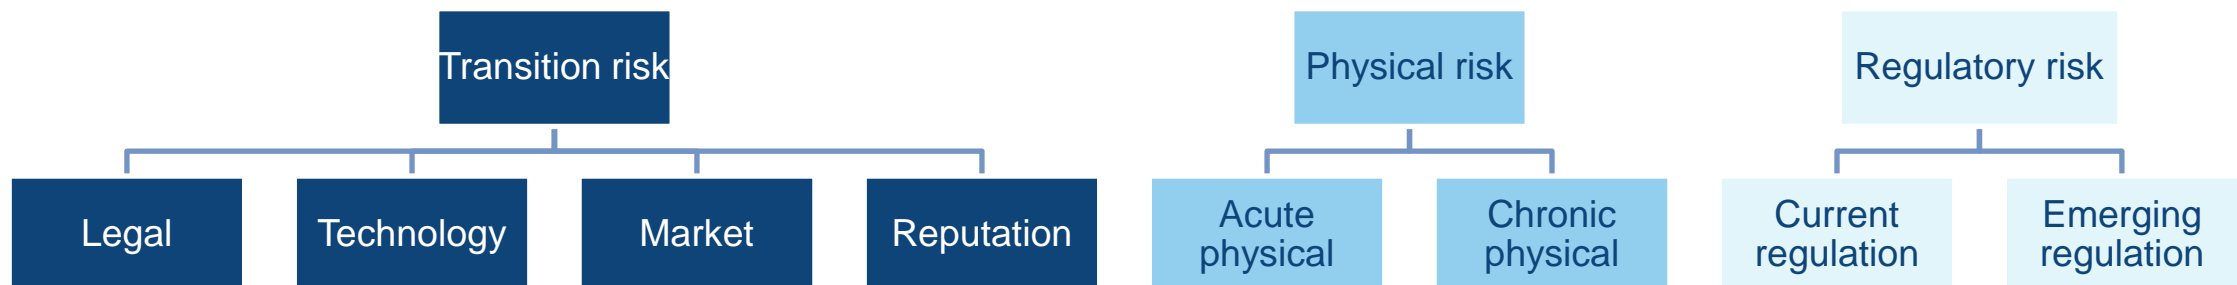 Transition risk
Physical risk
Regulatory risk
Legal
Technology
Market
Reputation
Acute
physical
Chronic
physical
Current
regulation
Emerging
regulation